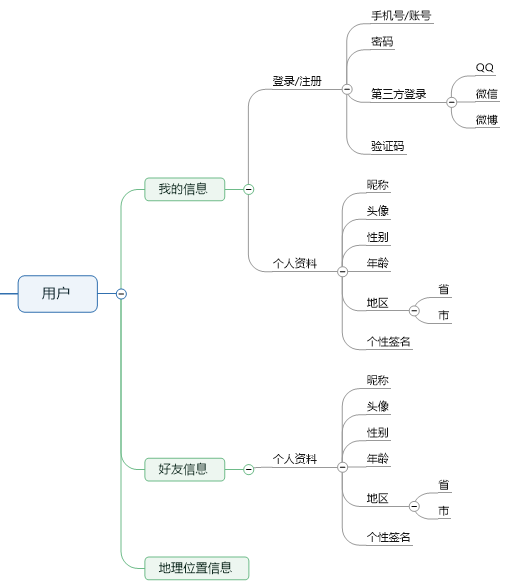 用户
我的信息
登录/注册
手机号/账号
密码
第三方登录
QQ
微信
微博
验证码
个人资料
昵称
头像
性别
年龄
地区
省
市
个性签名
好友信息
个人资料
昵称
头像
性别
年龄
地区
省
市
个性签名
地理位置信息